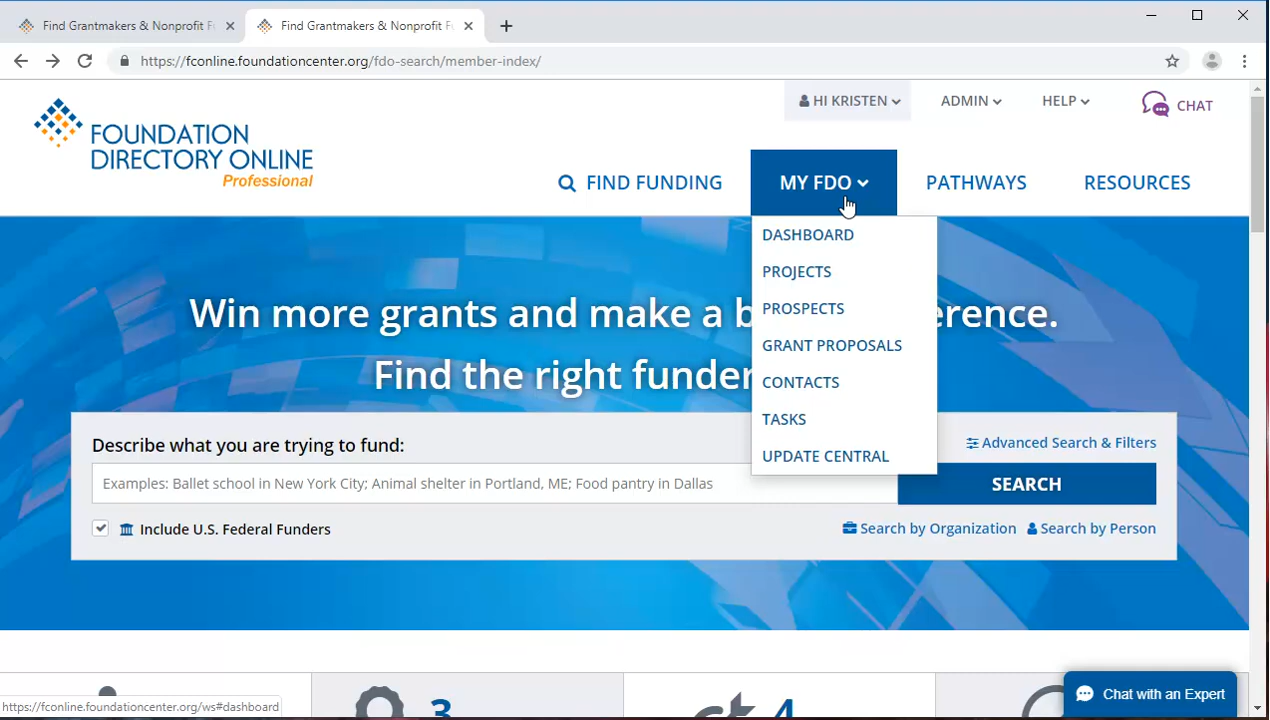 Find Grantmakers & Nonprofit F
Find Grantmakers & Nonprofit F
https://fconline.foundationcenter.org/fdo-search/member-index/
HI KRISTEN
ADMIN
HELP
CHAT
FOUNDATION
DIRECTORY ONLINE
Professional
FIND FUNDING
MY FDO
PATHWAYS
RESOURCES
DASHBOARD
PROJECTS
PROSPECTS
GRANT PROPOSALS
CONTACTS
TASKS
UPDATE CENTRAL
Win more grants and make a b erence.
Find the right funder
Describe what you are trying to fund:
Advanced Search & Filters
Examples: Ballet school in New York City; Animal shelter in Portland, ME; Food pantry in Dallas
SEARCH
Include U.S. Federal Funders
Search by Organization
Search by Person
3
4
Chat with an Expert
https://fconline.foundationcenter.org/ws#dashboard